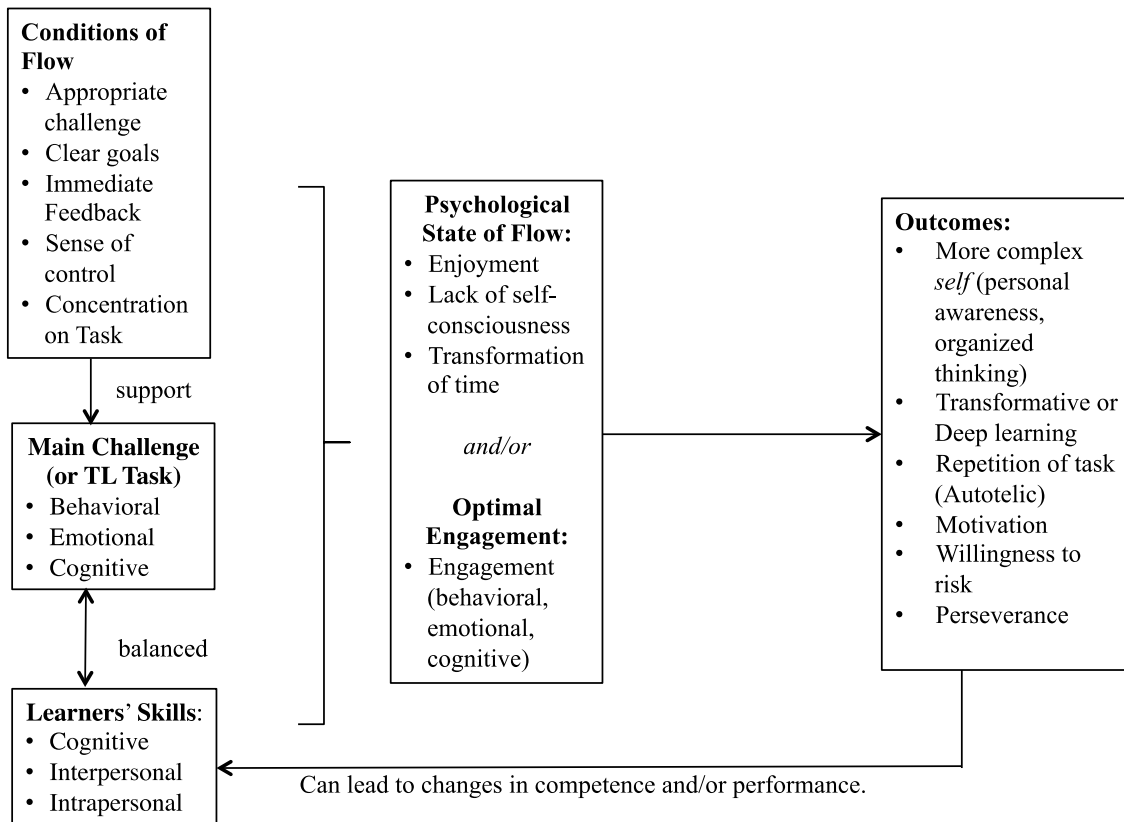 Conditions of
Flow
• Appropriate
challenge
• Clear goals
• Immediate
Feedback
• Sense of
control
• Concentration
on Task
support
Main Challenge
(or TL Task)
• Behavioral
• Emotional
• Cognitive
balanced
Learners’ Skills:
• Cognitive
• Interpersonal
• Intrapersonal
Psychological
State of Flow:
• Enjoyment
• Lack of self-
consciousness
• Transformation
of time
and/or
Optimal
Engagement:
• Engagement
(behavioral,
emotional,
cognitive)
Outcomes:
• More complex
self (personal
awareness,
organized
thinking)
• Transformative or
Deep learning
• Repetition of task
(Autotelic)
• Motivation
• Willingness to
risk
• Perseverance
Can lead to changes in competence and/or performance.